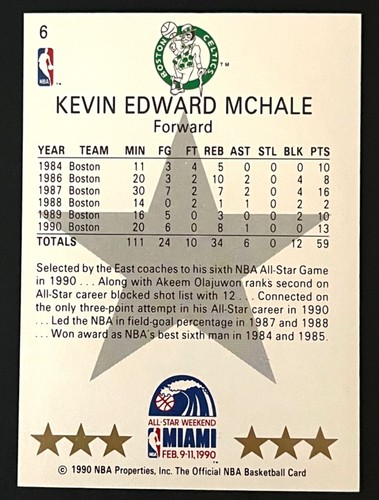 6
BOSTON CELTICS
TM
NBA
KEVIN EDWARD MCHALE
Forward
YEAR TEAM MIN FG FT REB AST STL BLK PTS
1984 Boston 11 3 4 5 0 0 0 10
1986 Boston 20 3 2 10 2 0 4 8
1987 Boston 30 7 2 7 2 0 4 16
1988 Boston 14 0 2 1 1 0 2 2
1989 Boston 16 5 0 3 0 0 2 10
1990 Boston 20 6 0 8 1 0 0 13
TOTALS 111 24 10 34 6 0 12 59
Selected by the East coaches to his sixth NBA All-Star Game
in 1990 . . . Along with Akeem Olajuwon ranks second on
All-Star career blocked shot list with 12 . . . Connected on
the only three-point attempt in his All-Star career in 1990
. . . Led the NBA in field-goal percentage in 1987 and 1988
. . . Won award as NBA's best sixth man in 1984 and 1985.
ALL-STAR WEEKEND
MIAMI
NBA
FEB. 9-11, 1990
© 1990 NBA Properties, Inc. The Official NBA Basketball Card